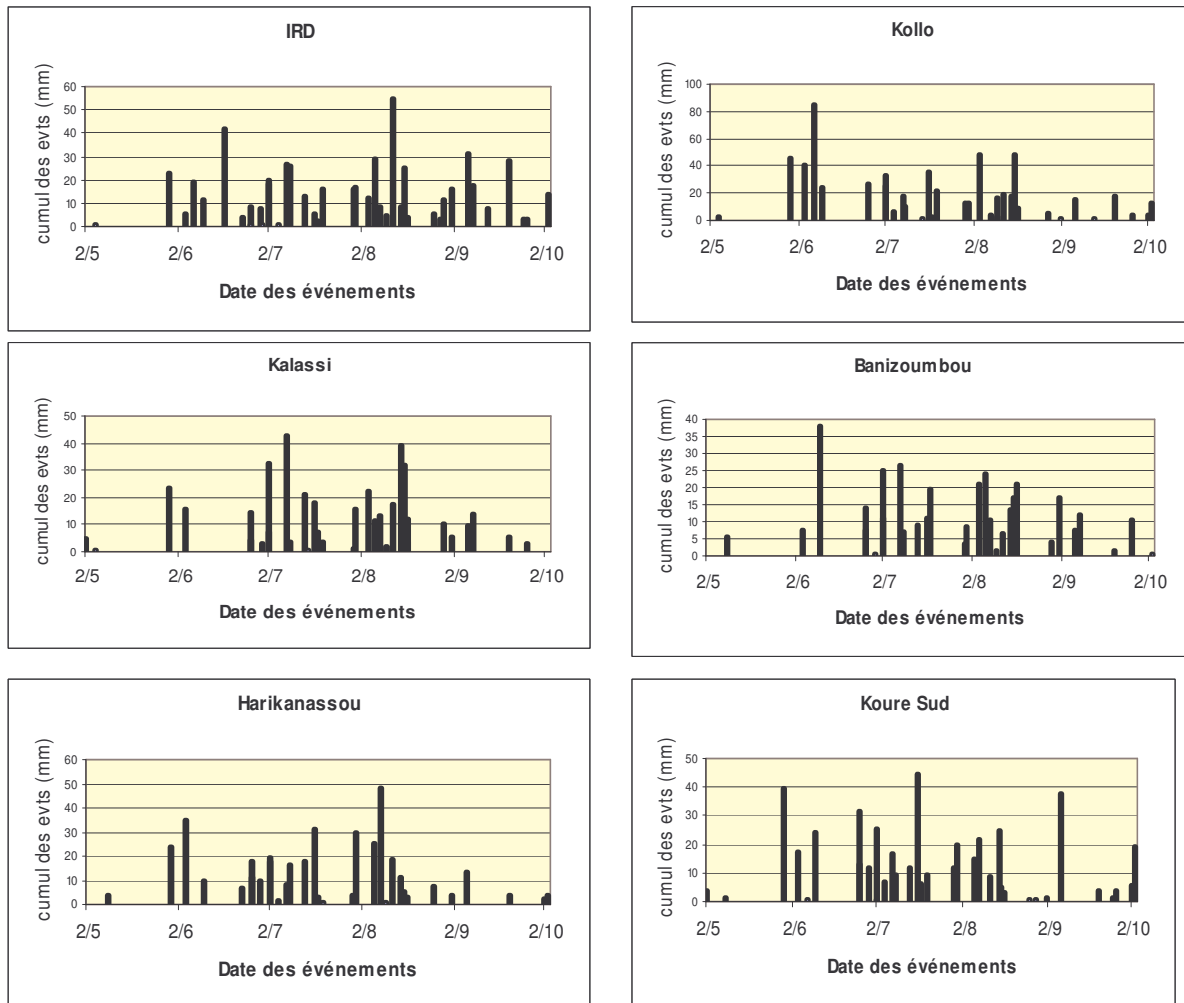 IRD
cumul des evts (mm)
60
50
40
30
20
10
0
2/5 2/6 2/7 2/8 2/9 2/10
Date des événements
Kollo
cumul des evts (mm)
100
80
60
40
20
0
2/5 2/6 2/7 2/8 2/9 2/10
Date des événements
Kalassi
cumul des evts (mm)
50
40
30
20
10
0
2/5 2/6 2/7 2/8 2/9 2/10
Date des événements
Banizoumbou
cumul des evts (mm)
40
35
30
25
20
15
10
5
0
2/5 2/6 2/7 2/8 2/9 2/10
Date des événements
Harikanassou
cumul des evts (mm)
60
50
40
30
20
10
0
2/5 2/6 2/7 2/8 2/9 2/10
Date des événements
Koure Sud
cumul des evts (mm)
50
40
30
20
10
0
2/5 2/6 2/7 2/8 2/9 2/10
Date des événements